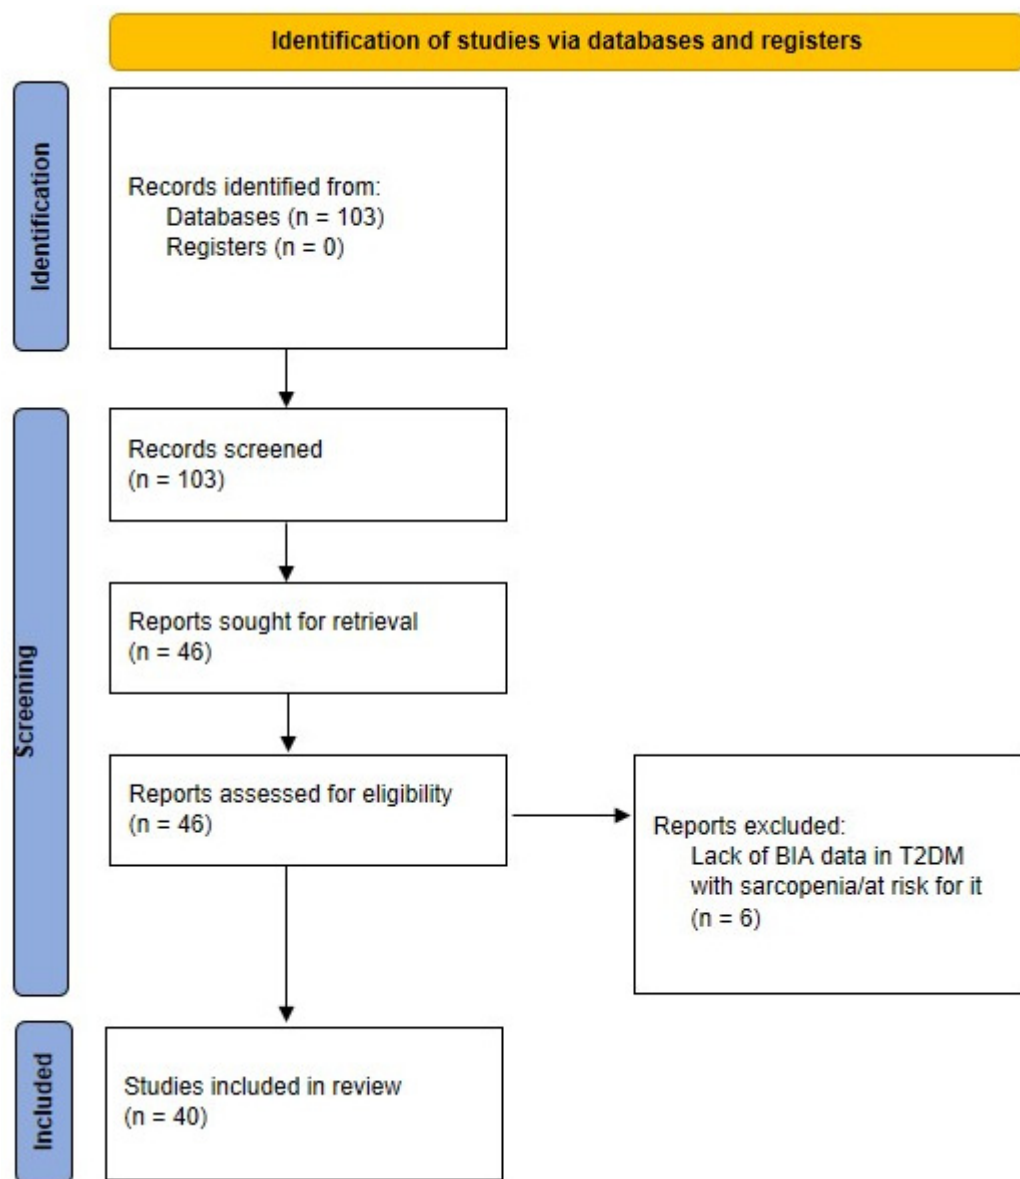 Identification of studies via databases and registers
Identification
Records identified from:
Databases (n = 103)
Registers (n = 0)
Screening
Records screened
(n = 103)
Reports sought for retrieval
(n = 46)
Reports assessed for eligibility
(n = 46)
Reports excluded:
Lack of BIA data in T2DM
with sarcopenia/at risk for it
(n = 6)
Included
Studies included in review
(n = 40)